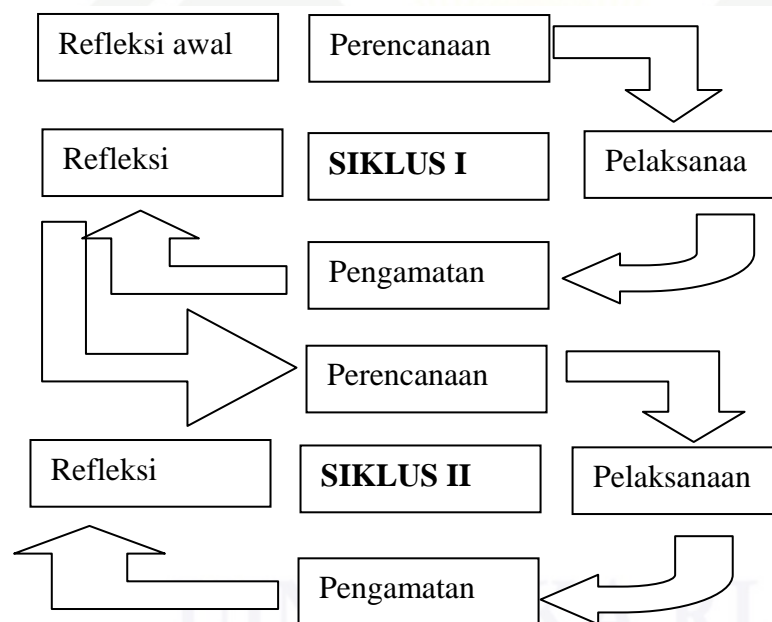 Refleksi awal
Perencanaan
Refleksi
SIKLUS I
Pelaksanaa
Pengamatan
Perencanaan
Refleksi
SIKLUS II
Pelaksanaan
Pengamatan